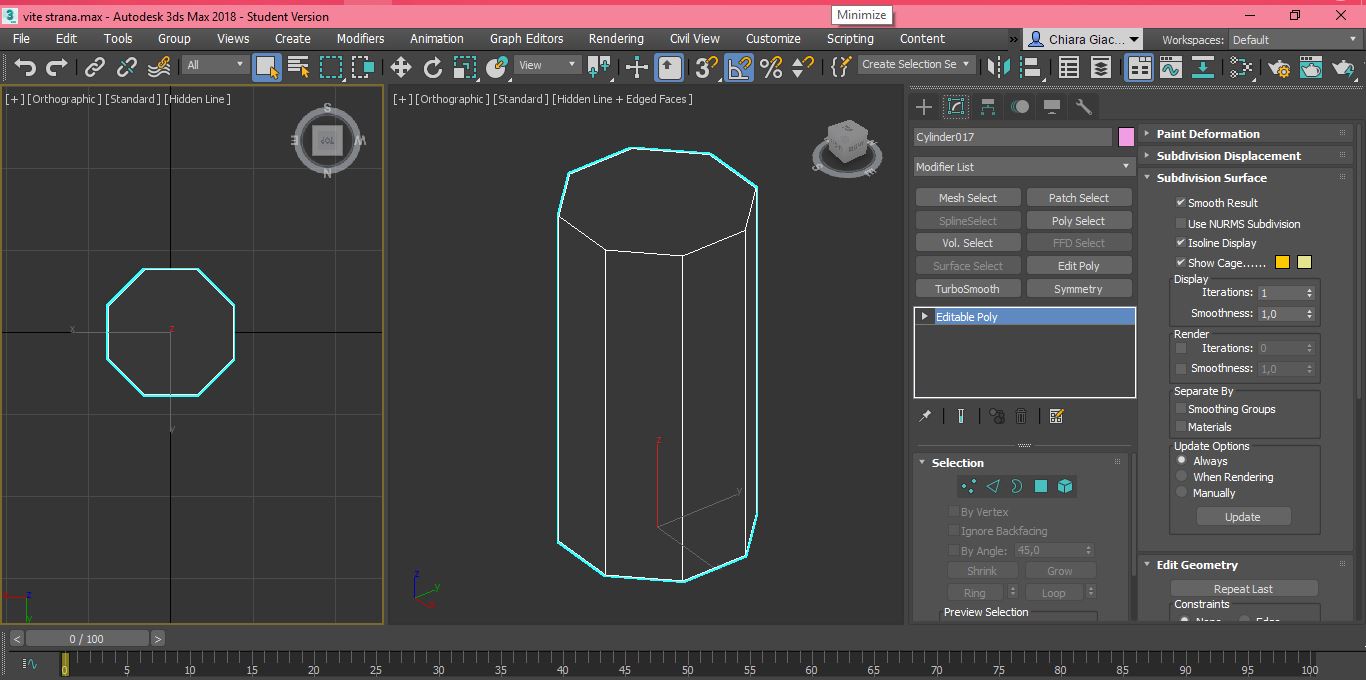 vite strana.max - Autodesk 3ds Max 2018 - Student Version
Minimize
File Edit Tools Group Views Create Modifiers Animation Graph Editors Rendering Civil View Customize Scripting Content » Chiara Giac... Workspaces: Default
All View 3 Create Selection Se
[+] [Orthographic] [Standard] [Hidden Line]
[+] [Orthographic] [Standard] [Hidden Line + Edged Faces]
S
E TOP W
N
S E
x z
y
z
y
z
y
x
z
y
Cylinder017
Modifier List
Mesh Select Patch Select
SplineSelect Poly Select
Vol. Select FFD Select
Surface Select Edit Poly
TurboSmooth Symmetry
Editable Poly
Selection
By Vertex
Ignore Backfacing
By Angle: 45,0
Shrink Grow
Ring Loop
Preview Selection
Paint Deformation
Subdivision Displacement
Subdivision Surface
Smooth Result
Use NURMS Subdivision
Isoline Display
Show Cage......
Display
Iterations: 1
Smoothness: 1,0
Render
Iterations: 0
Smoothness: 1,0
Separate By
Smoothing Groups
Materials
Update Options
Always
When Rendering
Manually
Update
Edit Geometry
Repeat Last
Constraints
None Edge
< 0 / 100 >
0 5 10 15 20 25 30 35 40 45 50 55 60 65 70 75 80 85 90 95 100